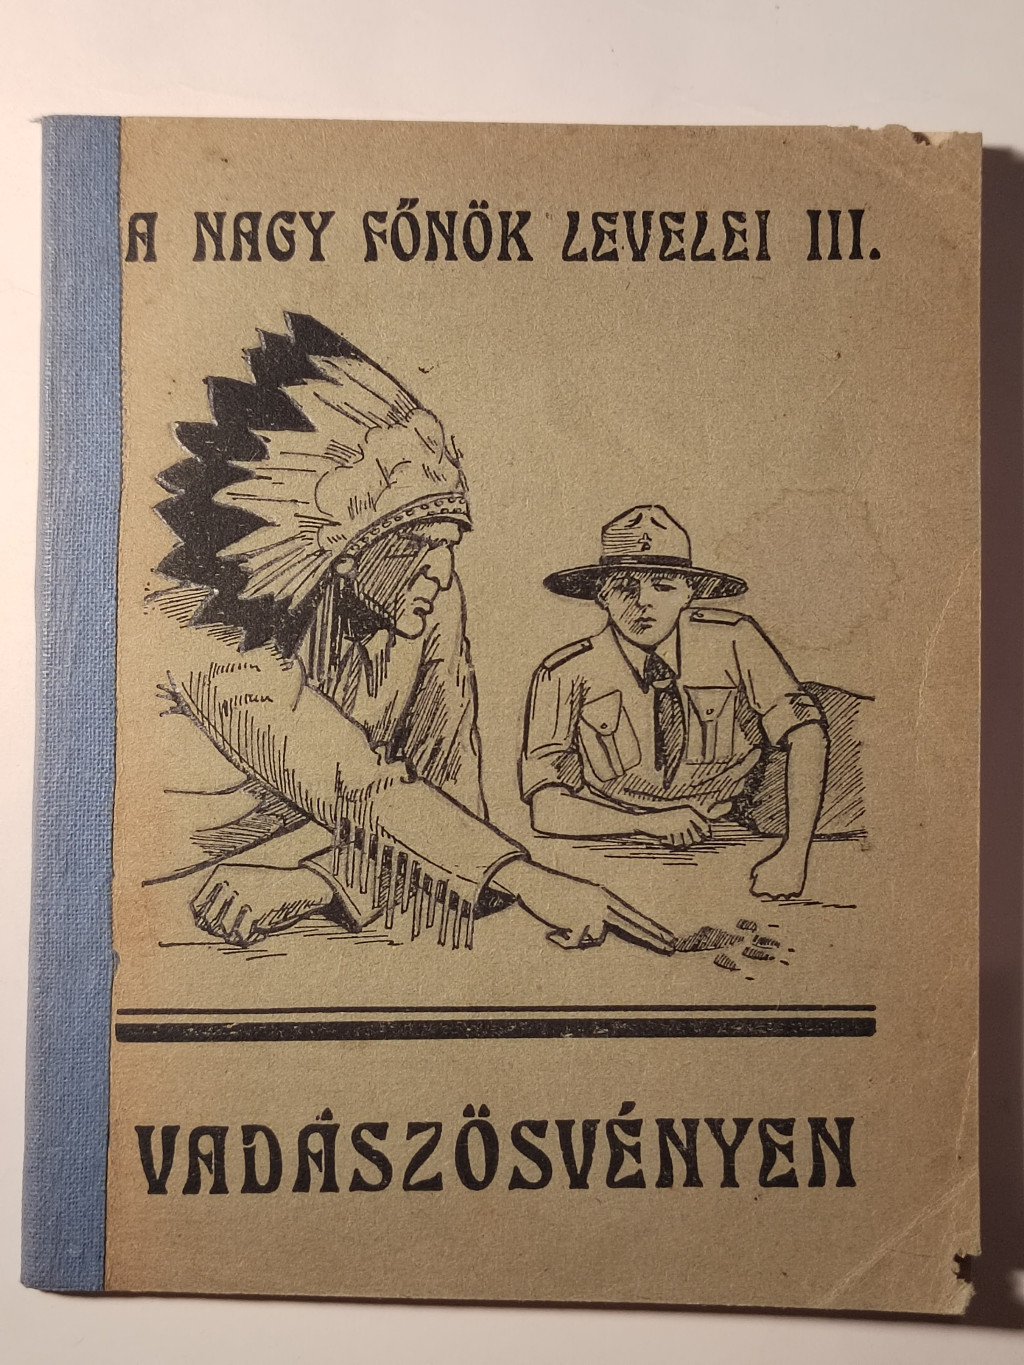 A NAGY FŐNÖK LEVELEI III.
VADÁSZÖSVÉNYEN